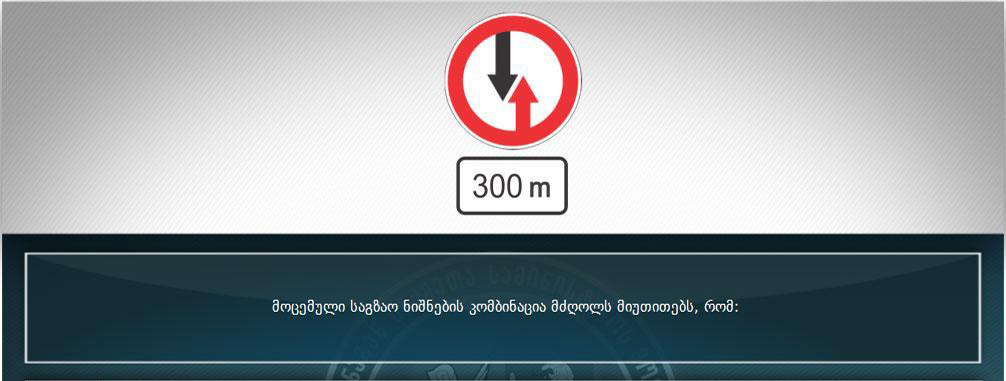 300 m
მოცემული საგზაო ნიშნების კომბინაცია მძღოლს მიუთითებს, რომ: